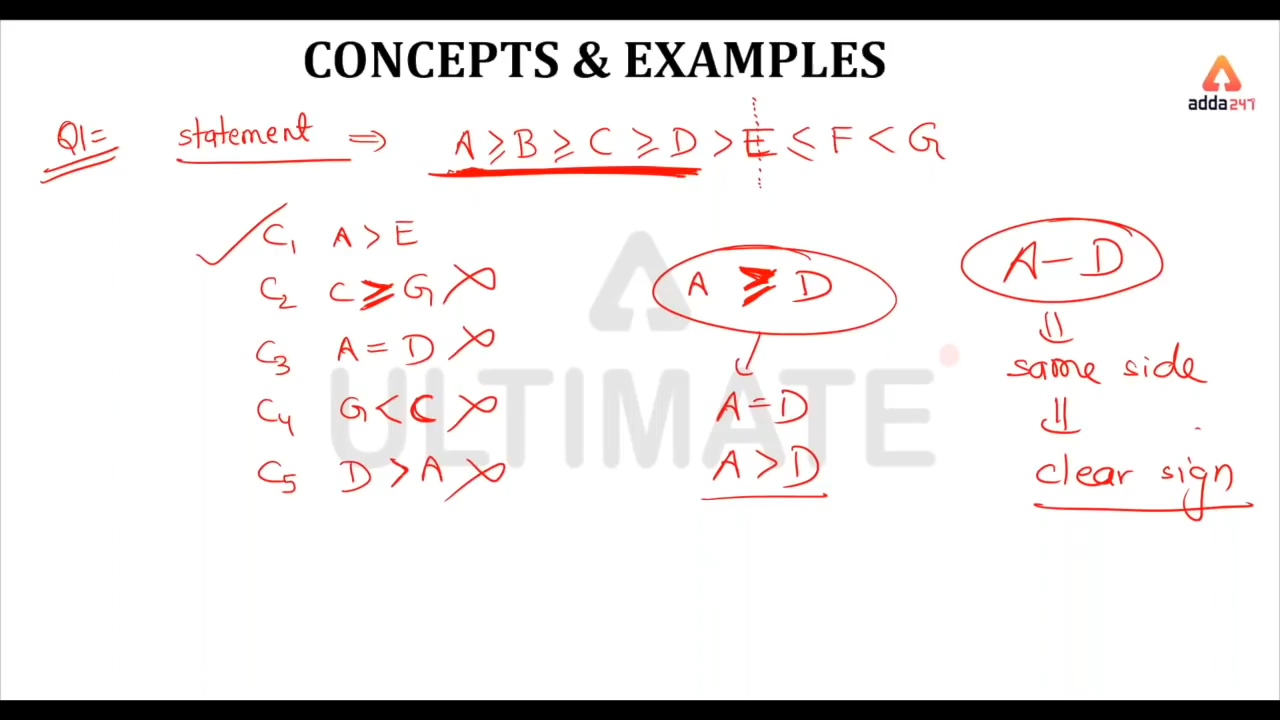 CONCEPTS & EXAMPLES
adda247
Q1= statement ⇒ A ≥ B ≥ C ≥ D > E ≤ F < G
C1 A > E
C2 C ≥ G
C3 A = D
C4 G < C
C5 D > A
A ≥ D
A = D
A > D
A – D
same side
clear sign
ULTIMATE